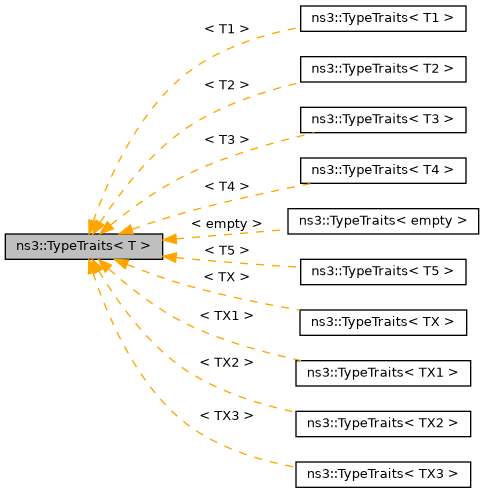 ns3::TypeTraits< T1 >
< T1 >
ns3::TypeTraits< T2 >
< T2 >
ns3::TypeTraits< T3 >
< T3 >
ns3::TypeTraits< T4 >
< T4 >
ns3::TypeTraits< empty >
< empty >
ns3::TypeTraits< T >
< T5 >
ns3::TypeTraits< T5 >
< TX >
ns3::TypeTraits< TX >
< TX1 >
ns3::TypeTraits< TX1 >
< TX2 >
ns3::TypeTraits< TX2 >
< TX3 >
ns3::TypeTraits< TX3 >